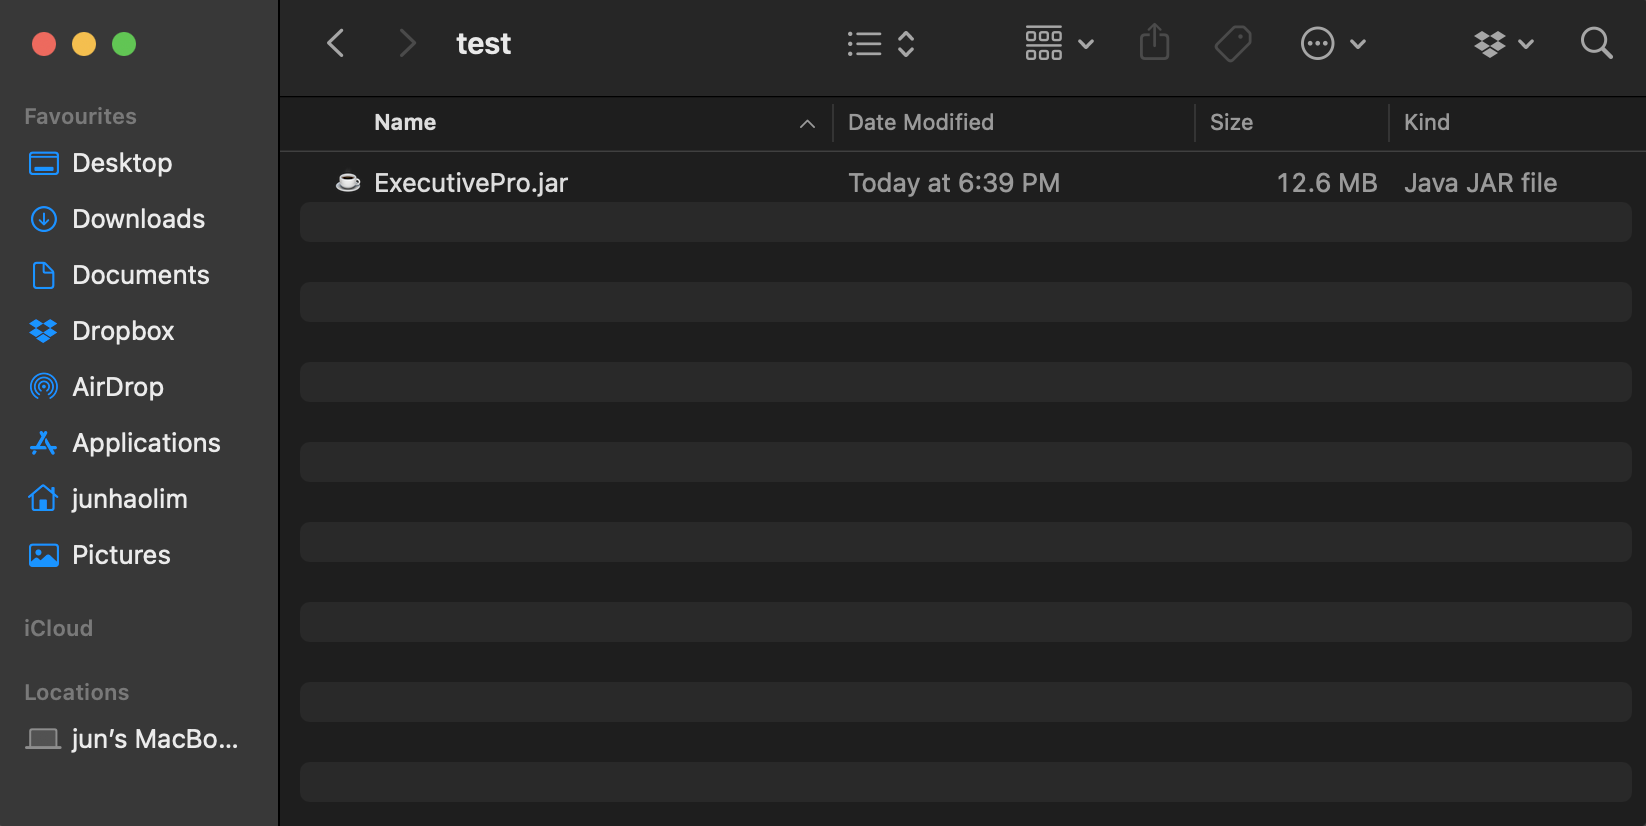 test
Favourites
Desktop
Downloads
Documents
Dropbox
AirDrop
Applications
junhaolim
Pictures
iCloud
Locations
jun’s MacBo...
Name Date Modified Size Kind
ExecutivePro.jar Today at 6:39 PM 12.6 MB Java JAR file